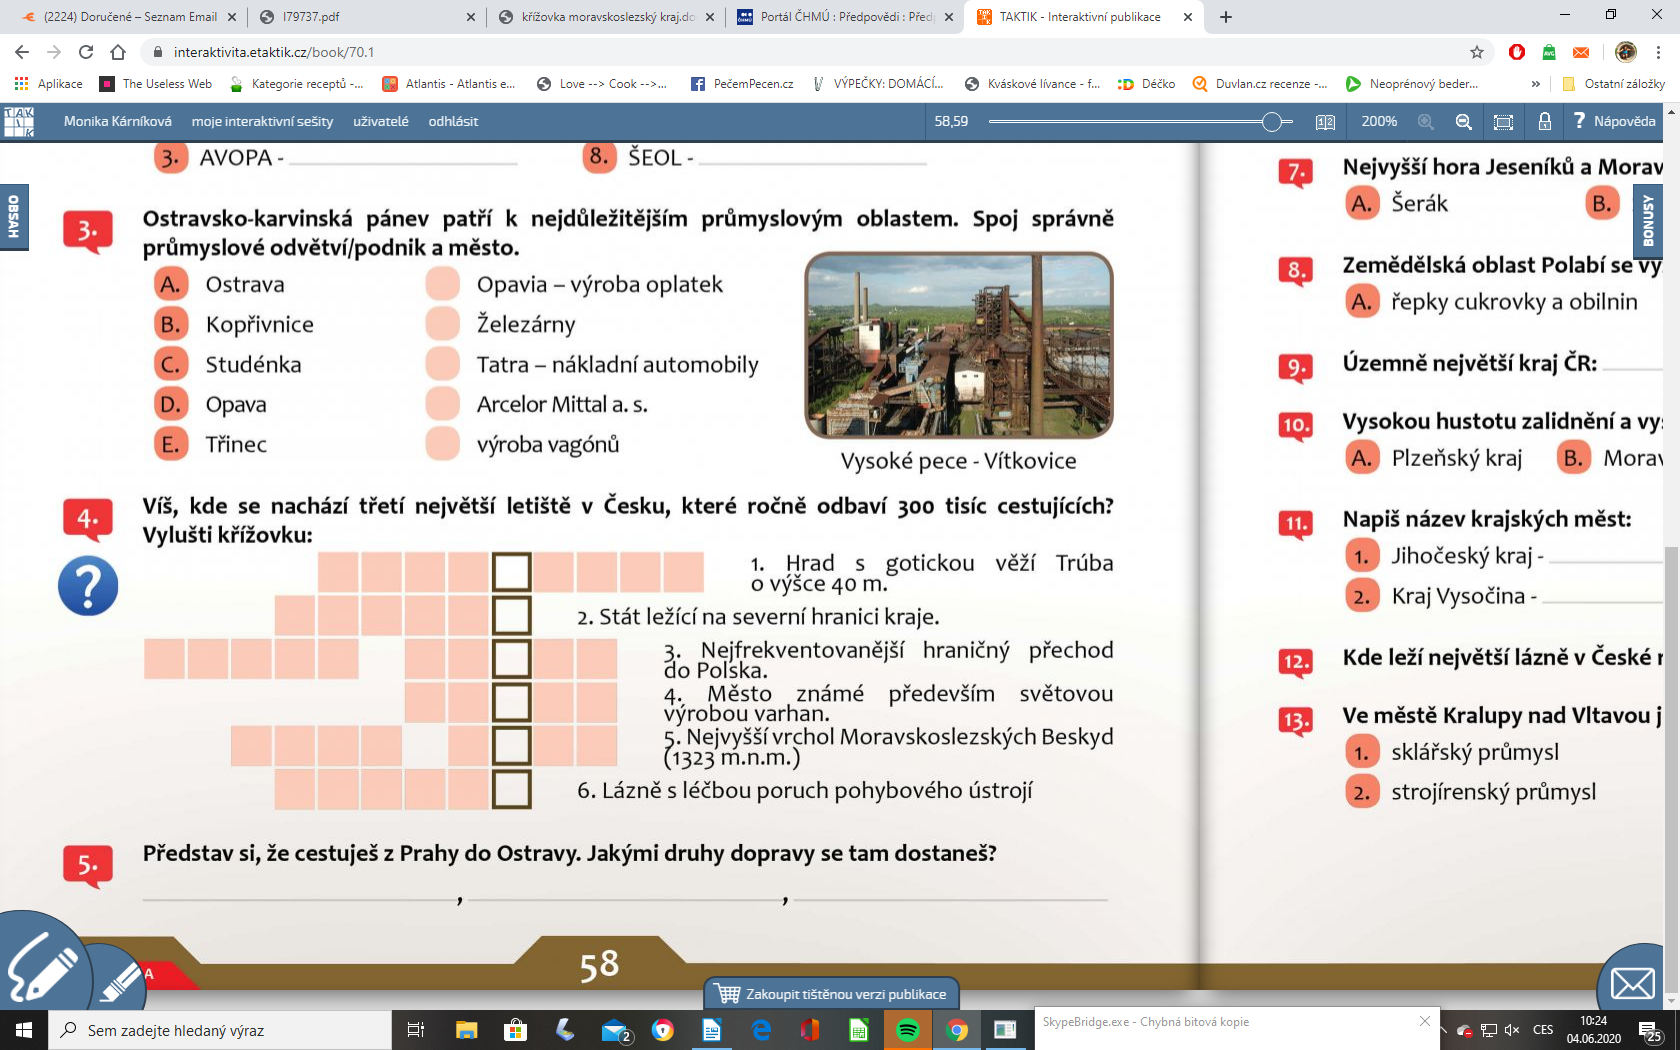 (2224) Doručené – Seznam Email
I79737.pdf
křížovka moravskoslezský kraj.do
Portál ČHMÚ : Předpovědi : Před
TAKTIK - Interaktivní publikace
interaktivita.etaktik.cz/book/70.1
Aplikace
The Useless Web
Kategorie receptů -...
Atlantis - Atlantis e...
Love --> Cook -->...
PečemPecen.cz
VÝPEČKY: DOMÁCÍ...
Kváskové lívance - f...
Déčko
Duvlan.cz recenze -...
Neoprénový beder...
»
Ostatní záložky
TAKTIK
Monika Kárníková
moje interaktivní sešity
uživatelé
odhlásit
58,59
200%
? Nápověda
OBSAH
BONUSY
3. AVOPA -
8. ŠEOL -
3. Ostravsko-karvinská pánev patří k nejdůležitějším průmyslovým oblastem. Spoj správně
průmyslové odvětví/podnik a město.
A. Ostrava
Opavia – výroba oplatek
B. Kopřivnice
Železárny
C. Studénka
Tatra – nákladní automobily
D. Opava
Arcelor Mittal a. s.
E. Třinec
výroba vagónů
Vysoké pece - Vítkovice
4. Víš, kde se nachází třetí největší letiště v Česku, které ročně odbaví 300 tisíc cestujících?
Vylušti křížovku:
?
1. Hrad s gotickou věží Trúba
o výšce 40 m.
2. Stát ležící na severní hranici kraje.
3. Nejfrekventovanější hraničný přechod
do Polska.
4. Město známé především světovou
výrobou varhan.
5. Nejvyšší vrchol Moravskoslezských Beskyd
(1323 m.n.m.)
6. Lázně s léčbou poruch pohybového ústrojí
5. Představ si, že cestuješ z Prahy do Ostravy. Jakými druhy dopravy se tam dostaneš?
, ,
58
A
7. Nejvyšší hora Jeseníků a Morav
A. Šerák
B.
8. Zemědělská oblast Polabí se vy
A. řepky cukrovky a obilnin
9. Územně největší kraj ČR:
10. Vysokou hustotu zalidnění a vys
A. Plzeňský kraj
B. Morav
11. Napiš název krajských měst:
1. Jihočeský kraj -
2. Kraj Vysočina -
12. Kde leží největší lázně v České r
13. Ve městě Kralupy nad Vltavou j
1. sklářský průmysl
2. strojírenský průmysl
Zakoupit tištěnou verzi publikace
SkypeBridge.exe - Chybná bitová kopie
Sem zadejte hledaný výraz
2
CES
10:24
04.06.2020
25